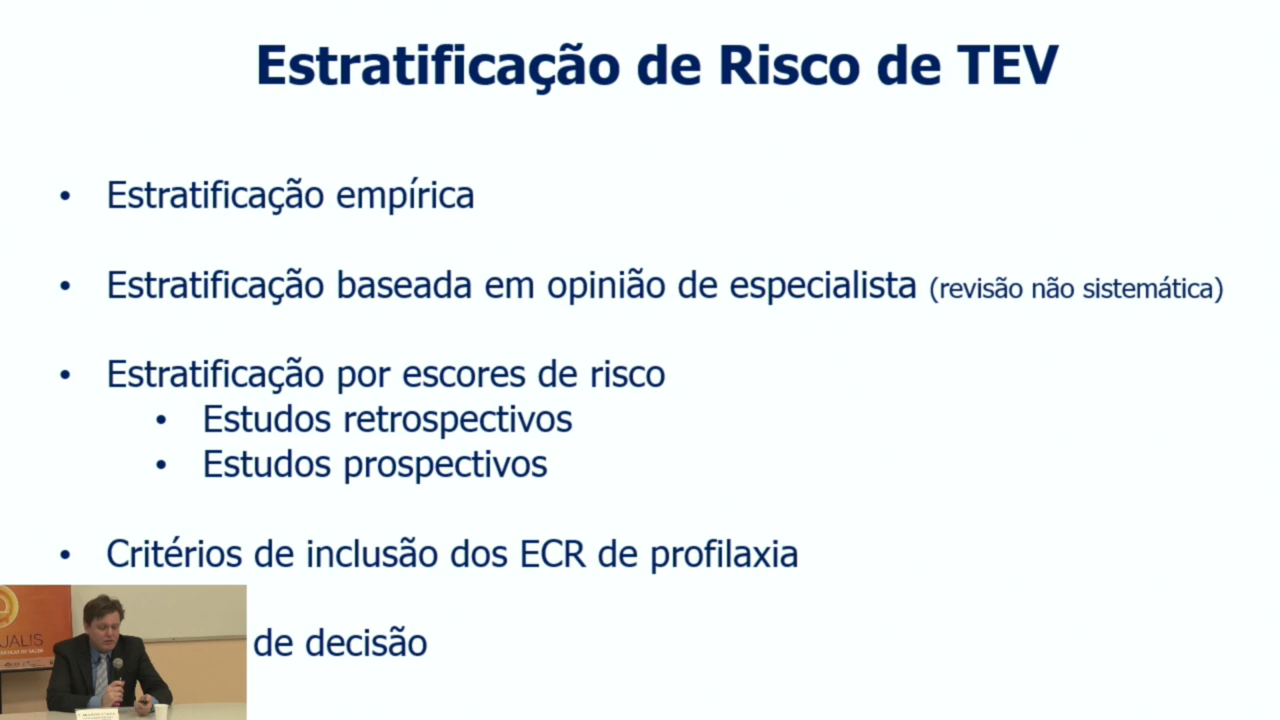 Estratificação de Risco de TEV
• Estratificação empírica
• Estratificação baseada em opinião de especialista (revisão não sistemática)
• Estratificação por escores de risco
• Estudos retrospectivos
• Estudos prospectivos
• Critérios de inclusão dos ECR de profilaxia
de decisão
JALIS